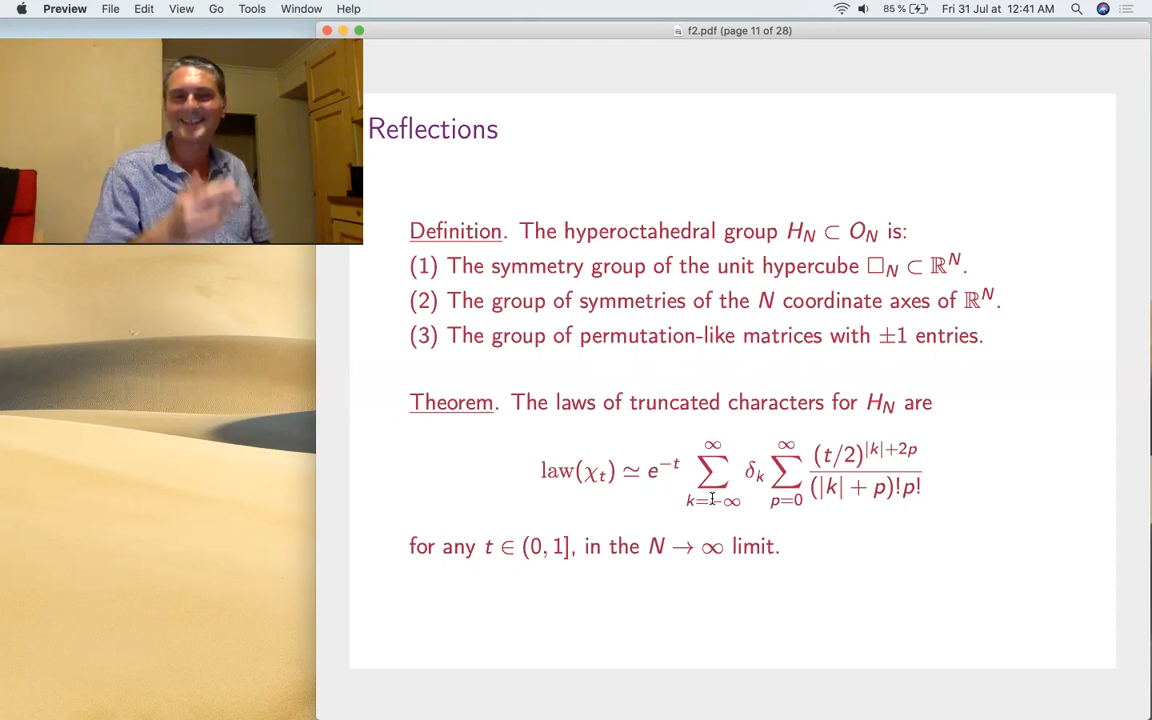 Preview File Edit View Go Tools Window Help 85 % Fri 31 Jul at 12:41 AM
f2.pdf (page 11 of 28)
Reflections
Definition. The hyperoctahedral group H_N ⊂ O_N is:
(1) The symmetry group of the unit hypercube □_N ⊂ ℝ^N.
(2) The group of symmetries of the N coordinate axes of ℝ^N.
(3) The group of permutation-like matrices with ±1 entries.
Theorem. The laws of truncated characters for H_N are
law(χ_t) ≃ e^{-t} ∑_{k=-∞}^{∞} δ_k ∑_{p=0}^{∞} \frac{(t/2)^{|k|+2p}}{(|k| + p)!p!}
for any t ∈ (0, 1], in the N → ∞ limit.